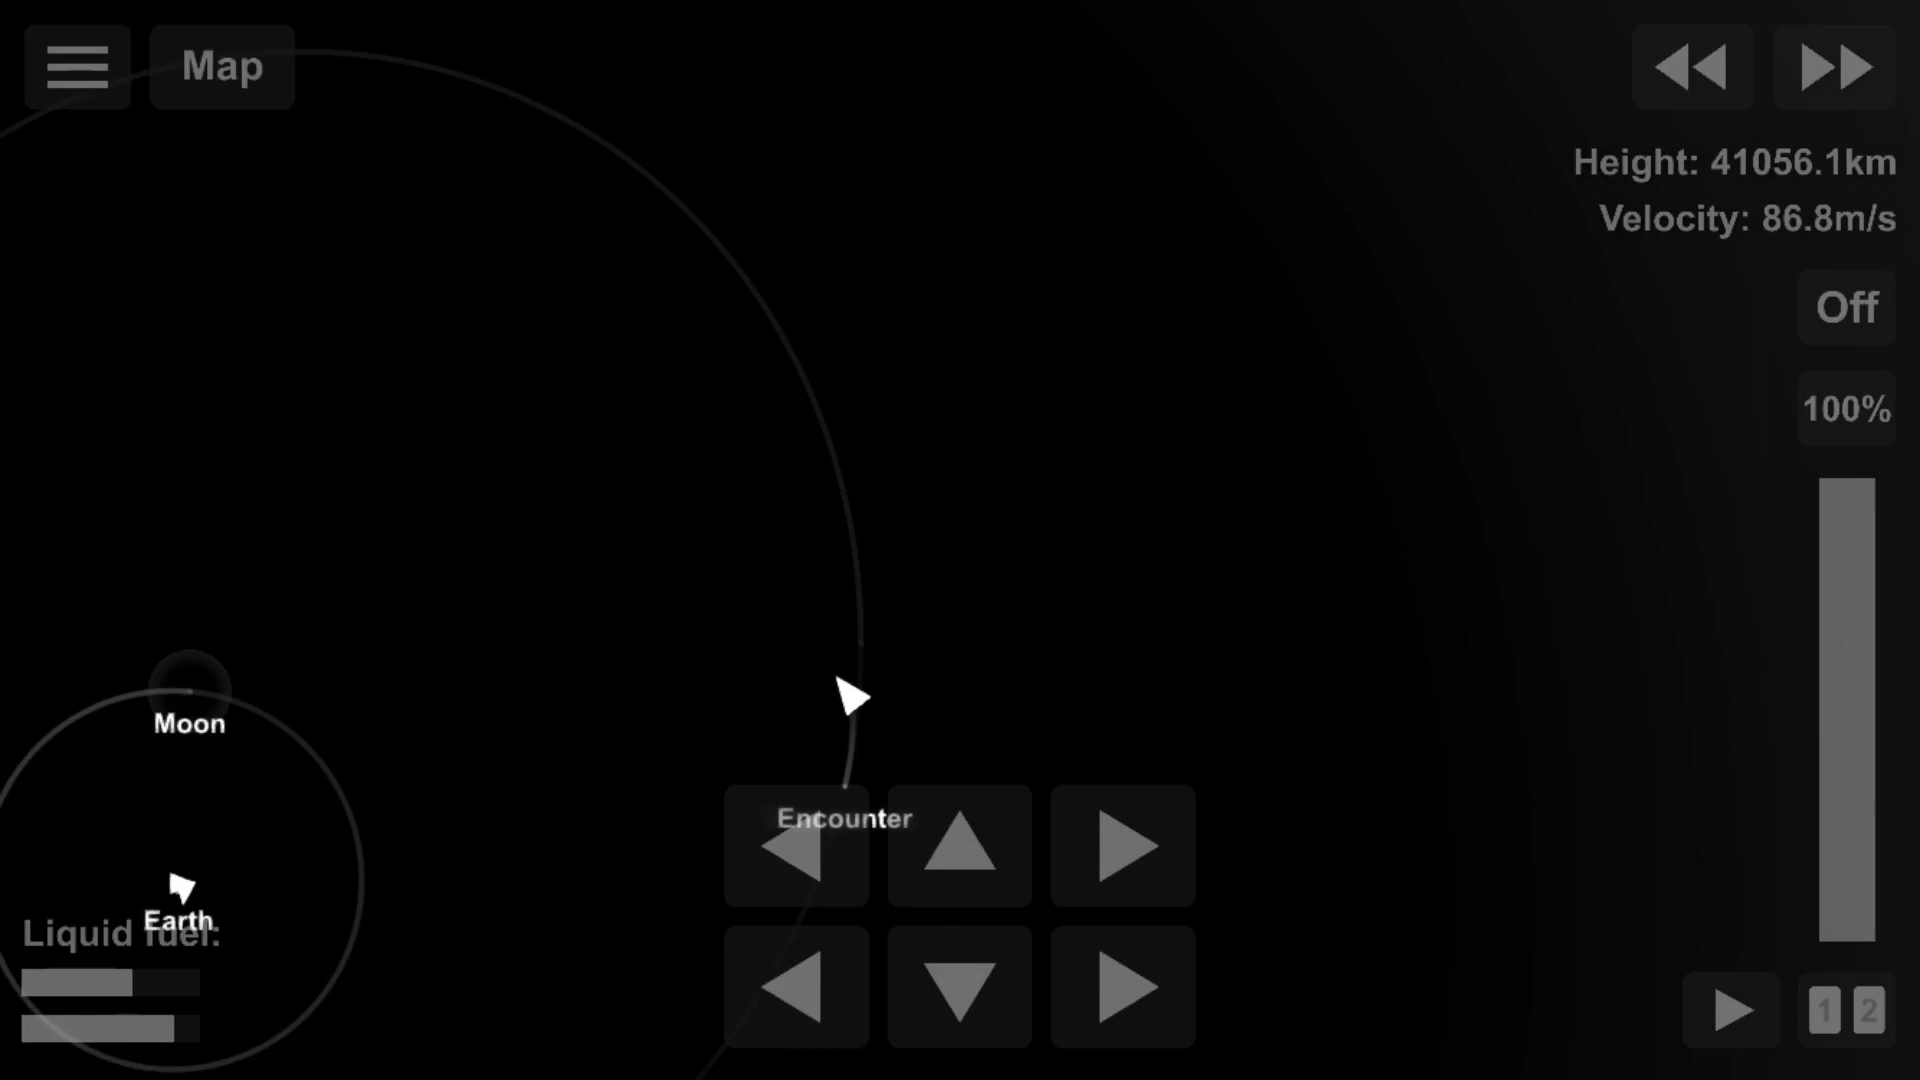 Map
Height: 41056.1km
Velocity: 86.8m/s
Off
100%
Moon
Encounter
Earth
Liquid fuel:
1 2